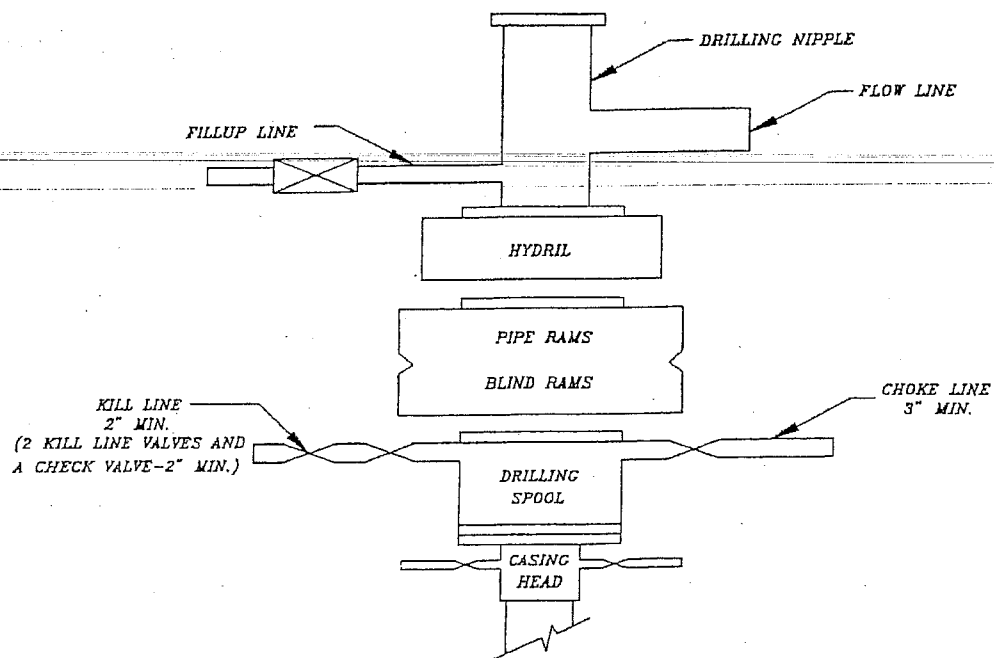 DRILLING NIPPLE
FLOW LINE
FILLUP LINE
HYDRIL
PIPE RAMS
BLIND RAMS
KILL LINE
2" MIN.
(2 KILL LINE VALVES AND
A CHECK VALVE-2" MIN.)
CHOKE LINE
3" MIN.
DRILLING
SPOOL
CASING
HEAD